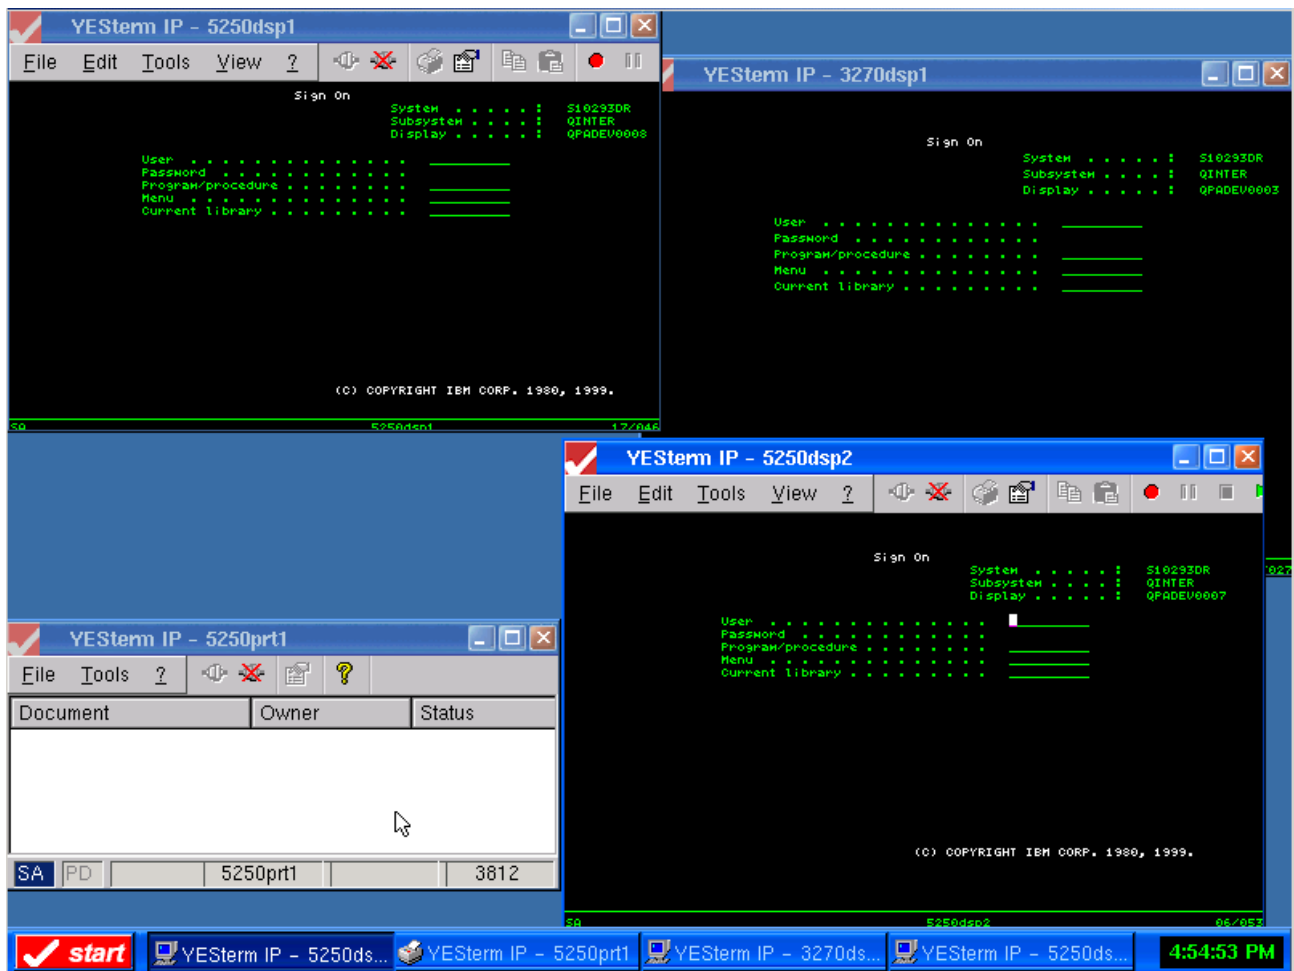 YESterm IP - 5250dsp1
File Edit Tools View ?
Sign On
System . . . . . : S10293DR
Subsystem . . . . : QINTER
Display . . . . . : QPADEV0008
User . . . . . . . . . . . . . .
Password . . . . . . . . . . . .
Program/procedure . . . . . . . .
Menu . . . . . . . . . . . . . .
Current library . . . . . . . . .
(C) COPYRIGHT IBM CORP. 1980, 1999.
SA 5250dsp1 17/046
YESterm IP - 3270dsp1
Sign On
System . . . . . : S10293DR
Subsystem . . . . : QINTER
Display . . . . . : QPADEV0003
User . . . . . . . . . . . . . .
Password . . . . . . . . . . . .
Program/procedure . . . . . . . .
Menu . . . . . . . . . . . . . .
Current library . . . . . . . . .
/027
YESterm IP - 5250dsp2
File Edit Tools View ?
Sign On
System . . . . . : S10293DR
Subsystem . . . . : QINTER
Display . . . . . : QPADEV0007
User . . . . . . . . . . . . . .
Password . . . . . . . . . . . .
Program/procedure . . . . . . . .
Menu . . . . . . . . . . . . . .
Current library . . . . . . . . .
(C) COPYRIGHT IBM CORP. 1980, 1999.
SA 5250dsp2 06/053
YESterm IP - 5250prt1
File Tools ?
Document Owner Status
SA PD 5250prt1 3812
start YESterm IP - 5250ds... YESterm IP - 5250prt1 YESterm IP - 3270ds... YESterm IP - 5250ds... 4:54:53 PM